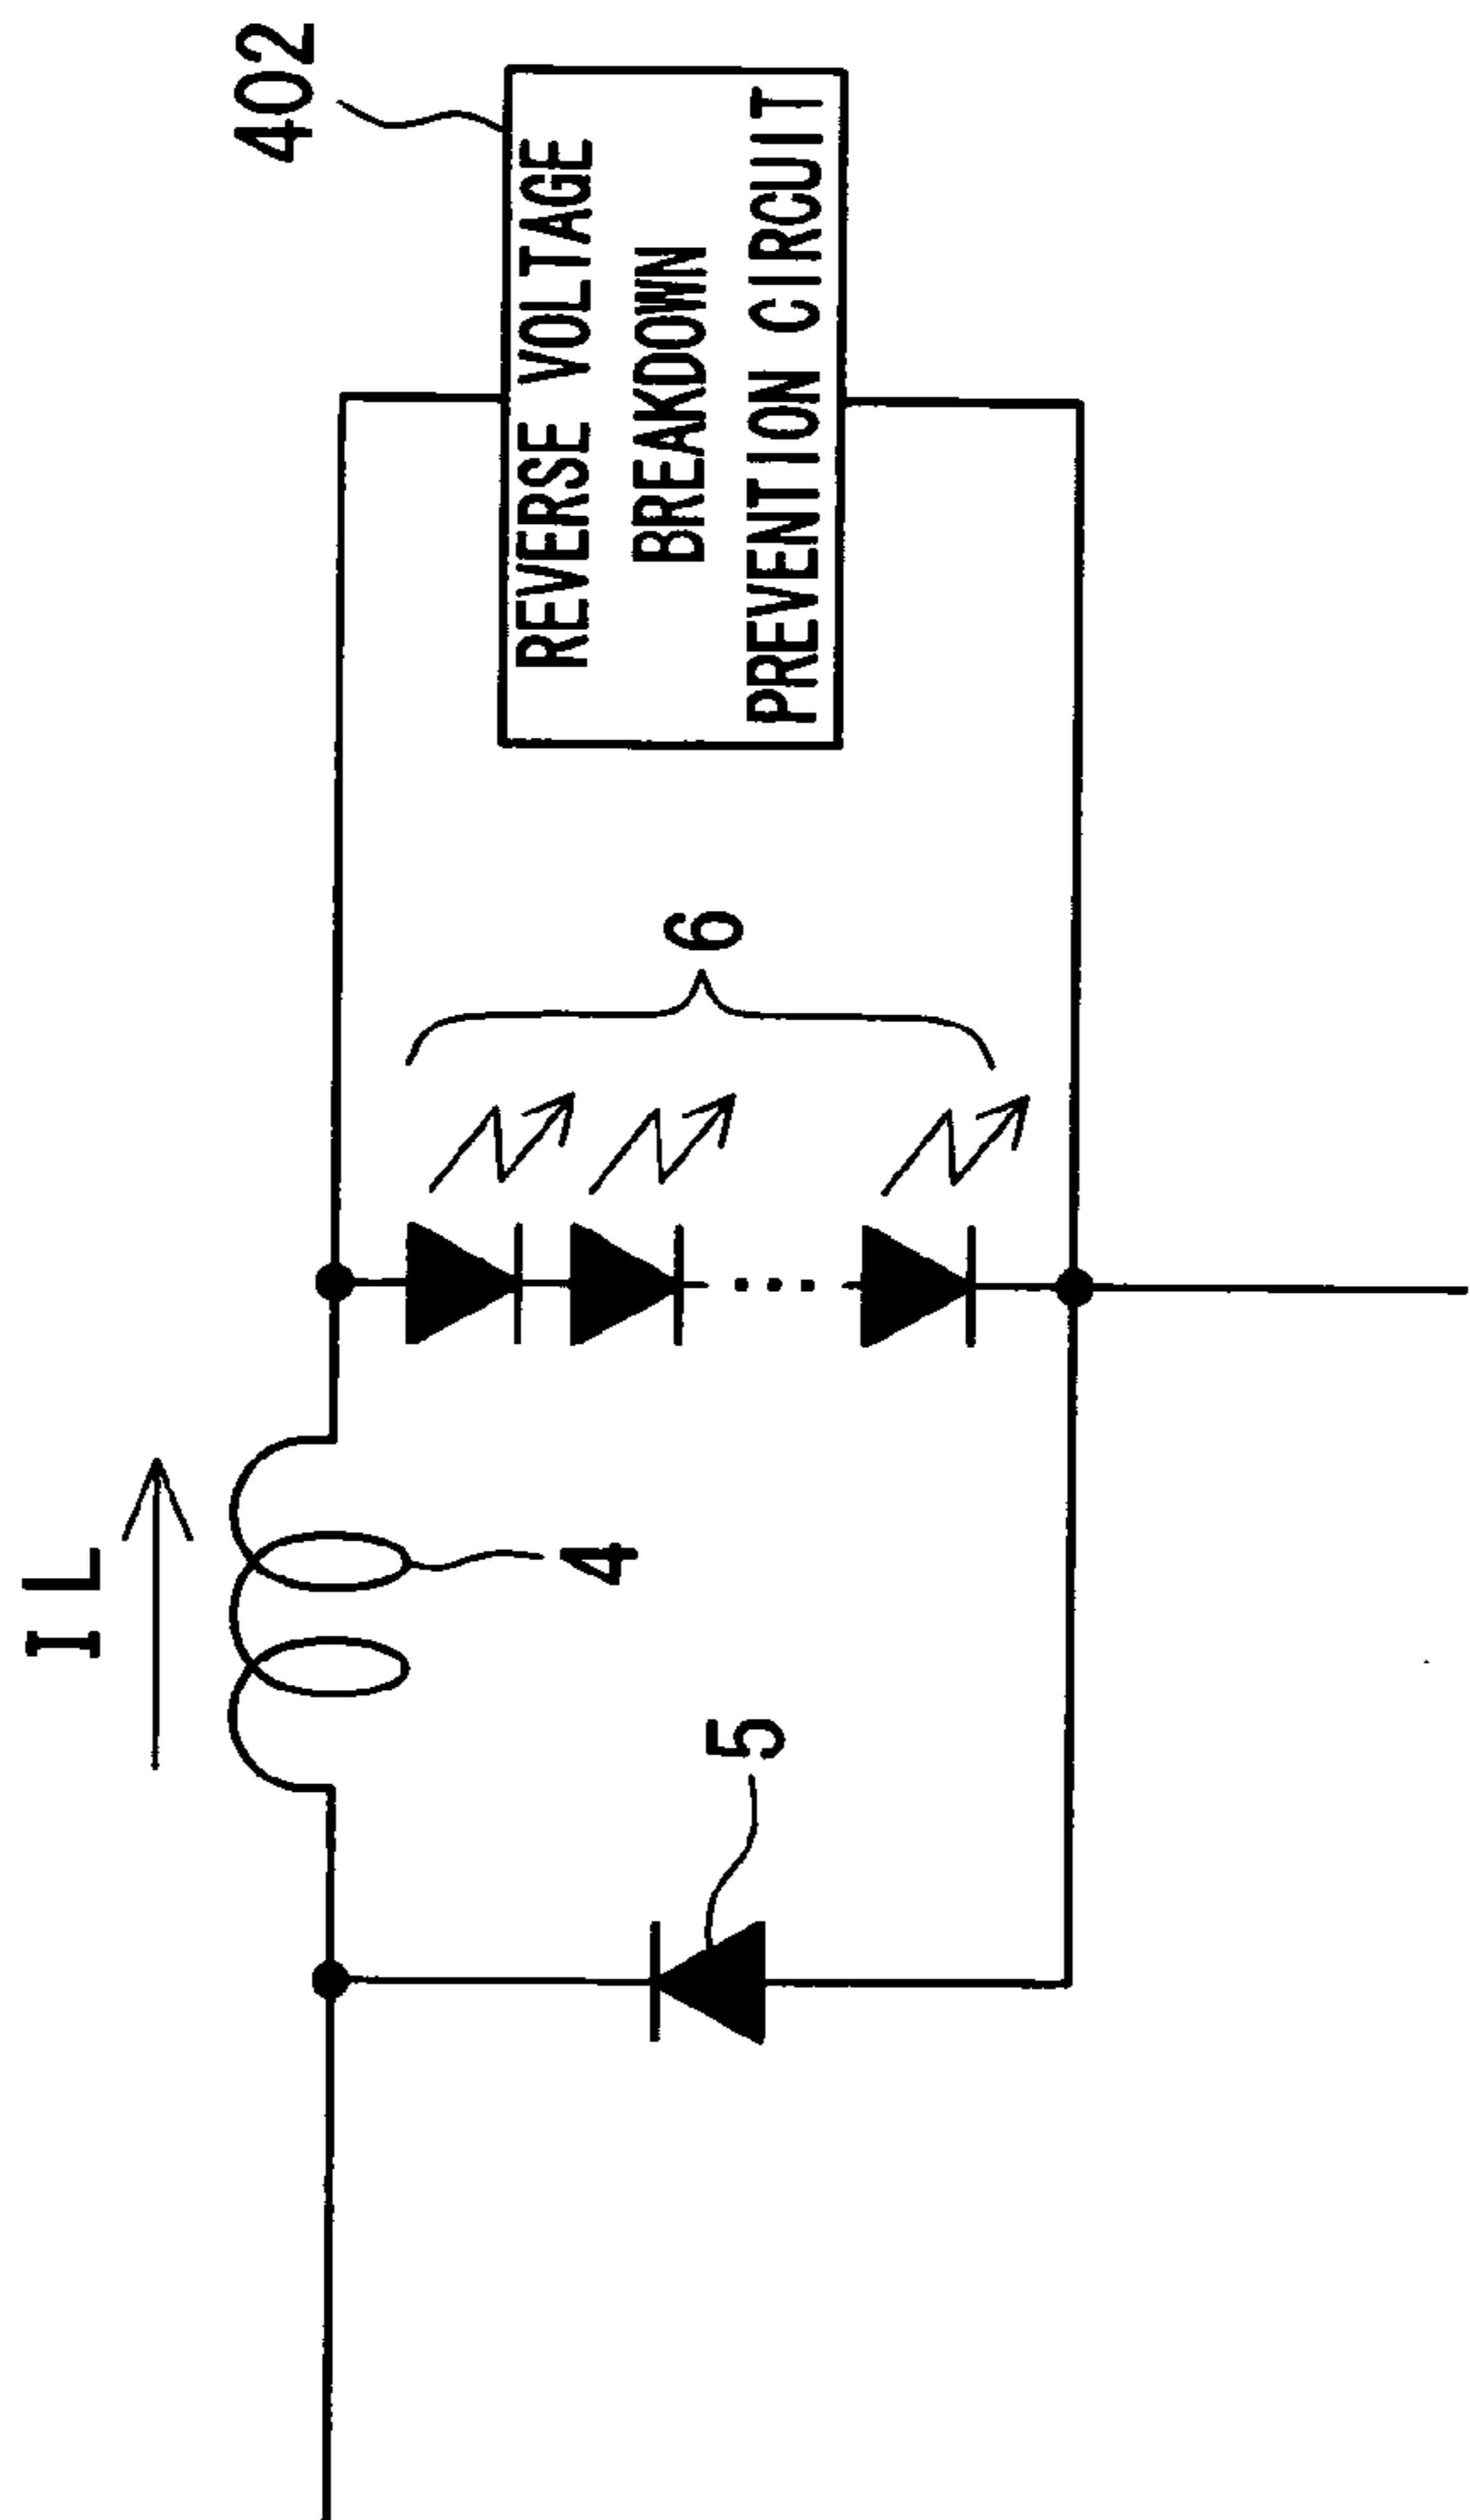 IL
4
5
6
402
REVERSE VOLTAGE
BREAKDOWN
PREVENTION CIRCUIT